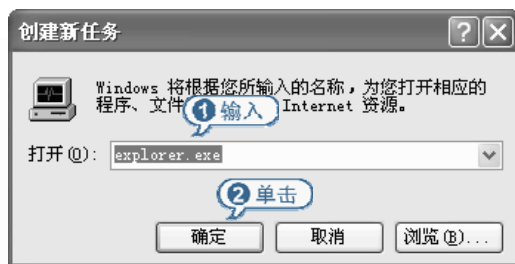 创建新任务
Windows 将根据您所输入的名称，为您打开相应的
程序、文件 Internet 资源。
1 输入
打开(O): explorer.exe
2 单击
确定 取消 浏览(B)...